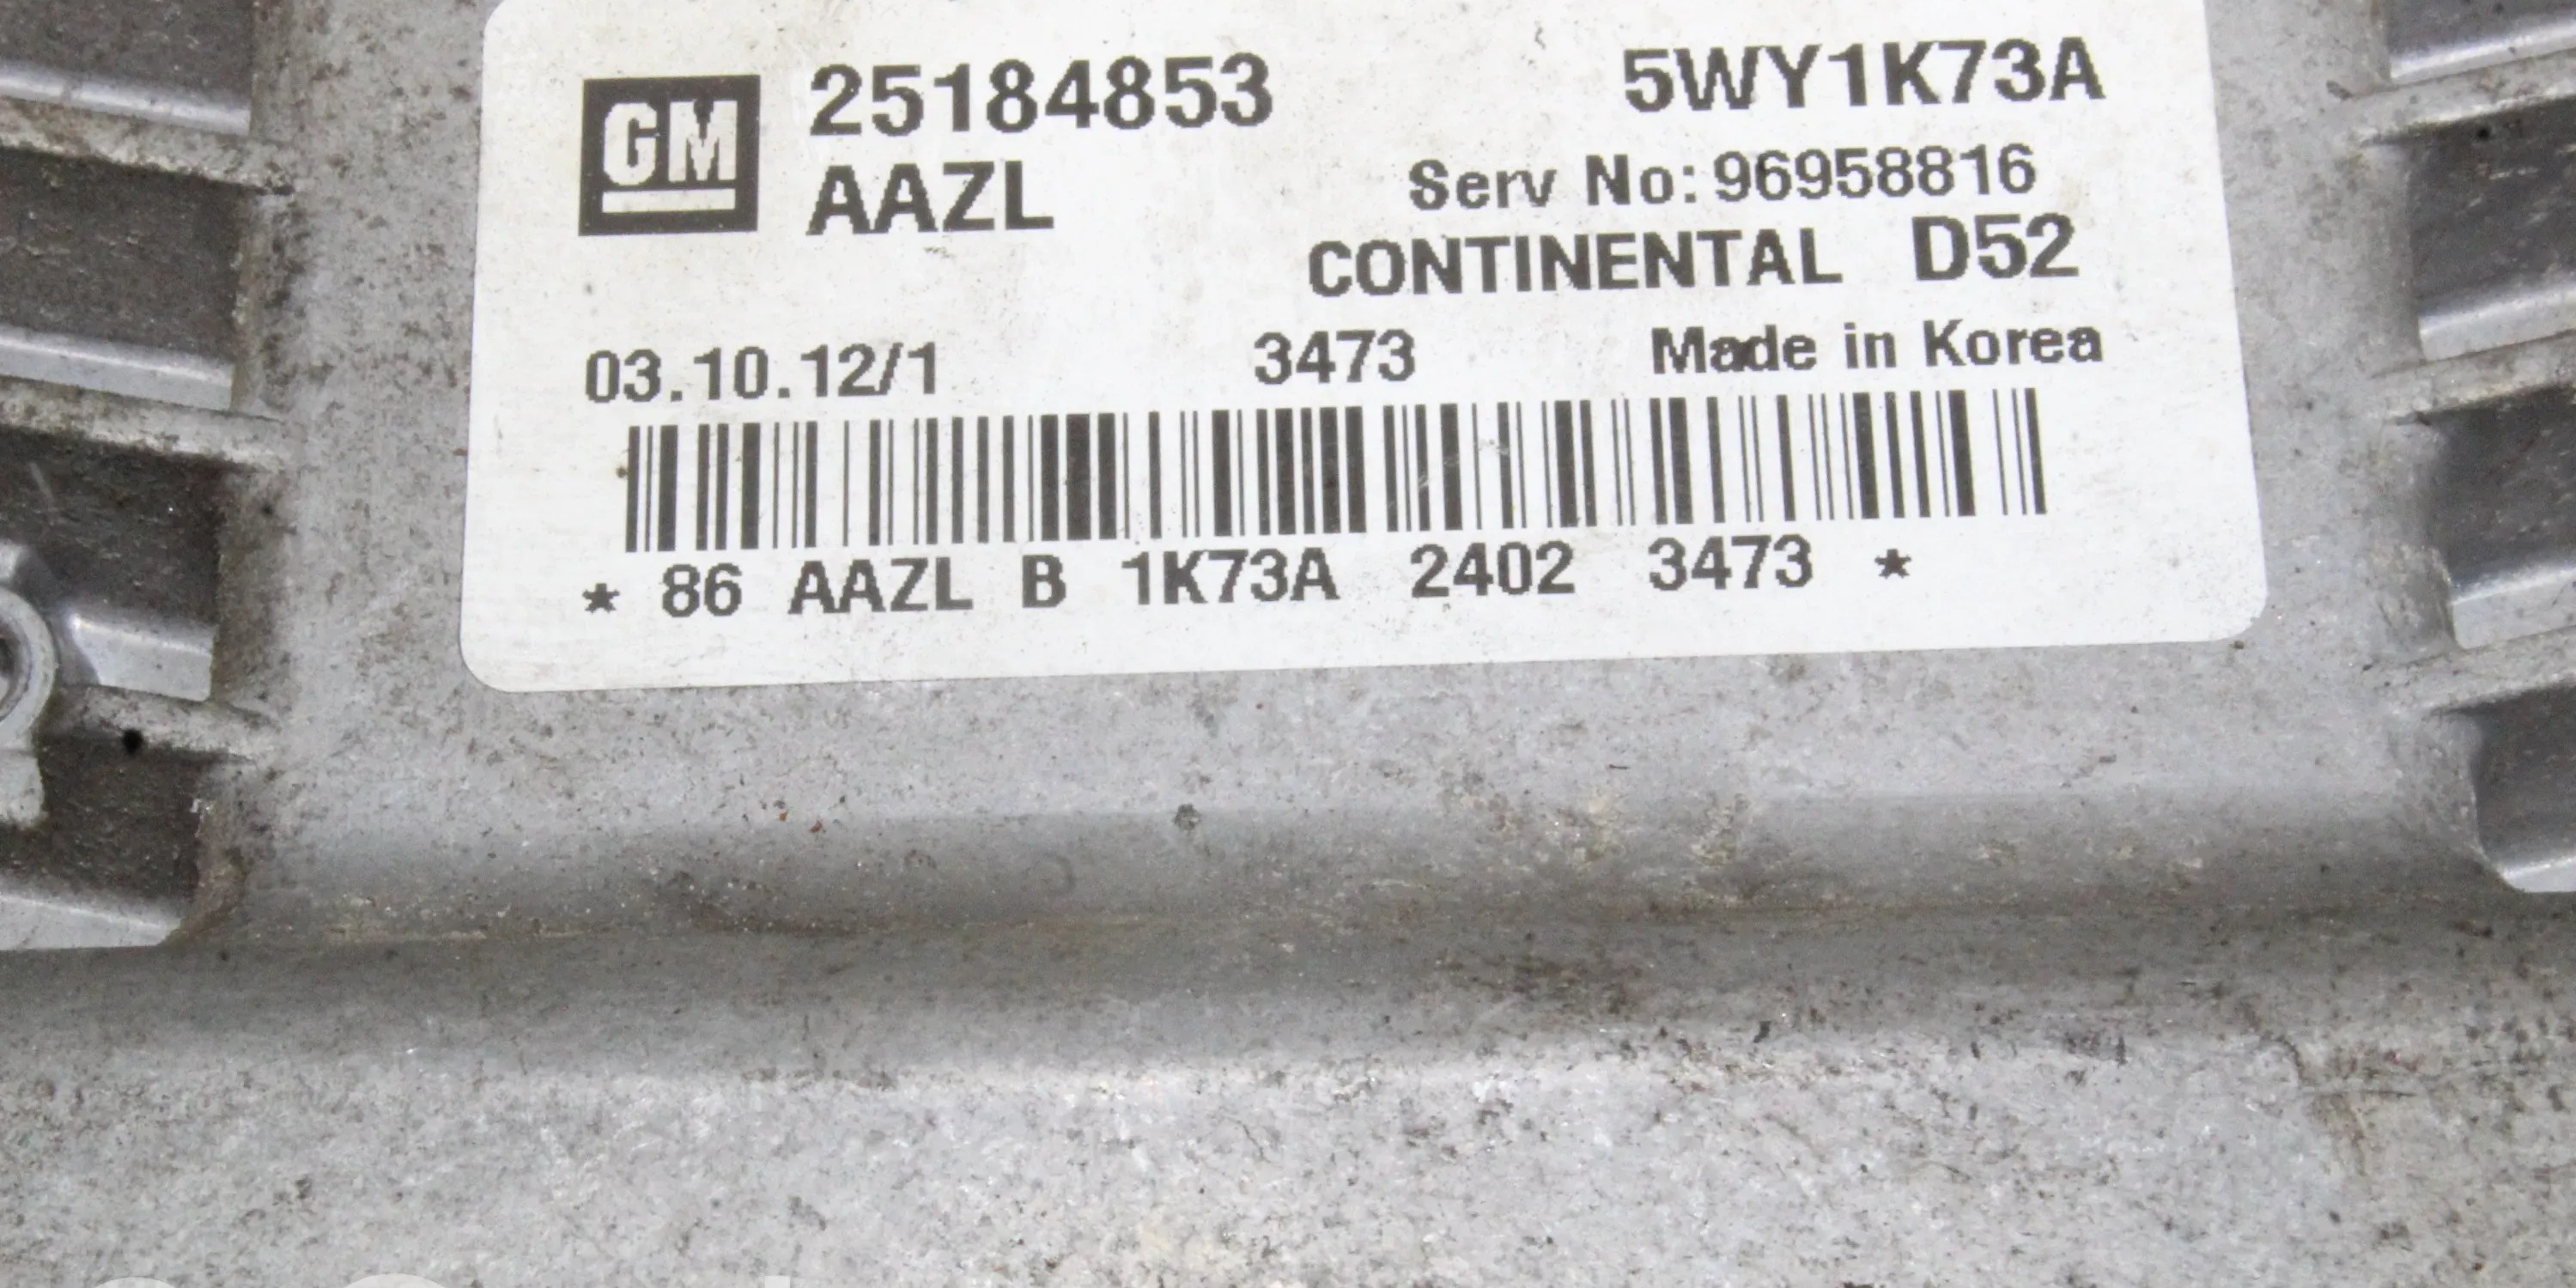 GM 25184853 5WY1K73A
AAZL Serv No: 96958816
CONTINENTAL D52
03.10.12/1 3473 Made in Korea
* 86 AAZL B 1K73A 2402 3473 *